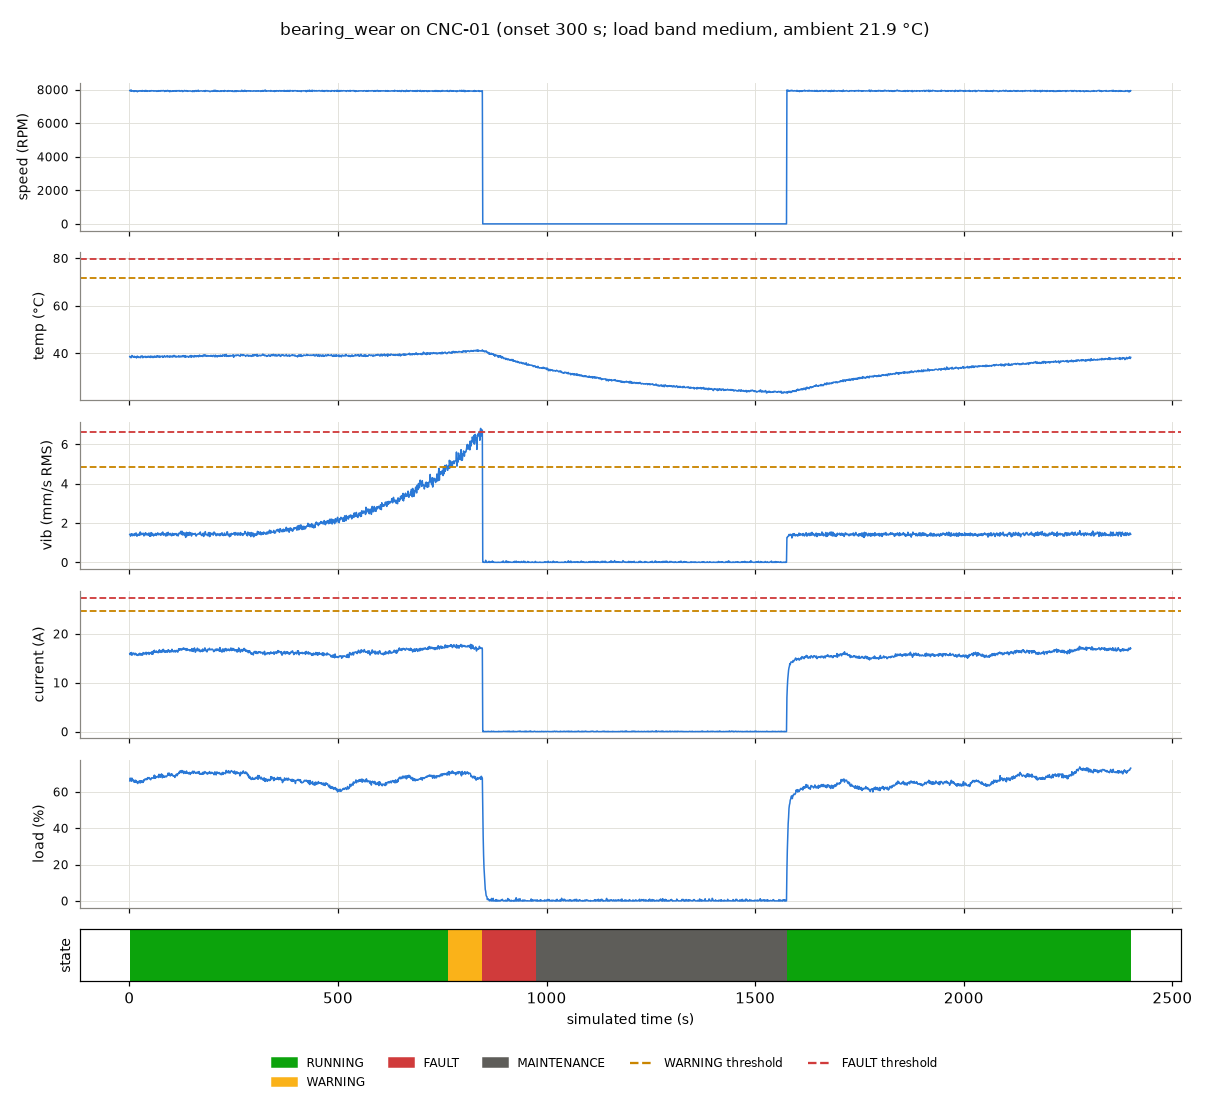 bearing_wear on CNC-01 (onset 300 s; load band medium, ambient 21.9 °C)
8000
6000
4000
2000
0
speed (RPM)
80
60
40
temp (°C)
6
4
2
0
vib (mm/s RMS)
20
10
0
current (A)
60
40
20
0
load (%)
state
0 500 1000 1500 2000 2500
simulated time (s)
RUNNING FAULT MAINTENANCE WARNING threshold FAULT threshold
WARNING